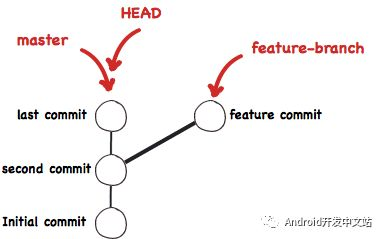 HEAD
master
feature-branch
last commit
feature commit
second commit
Initial commit
Android开发中文站